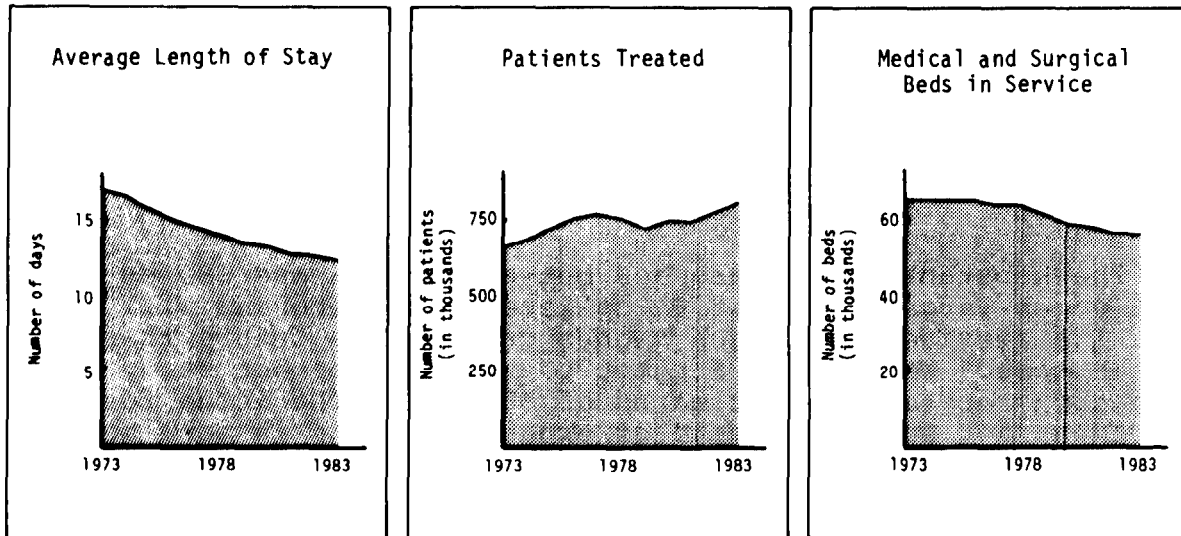 Average Length of Stay
Number of days
15
10
5
1973 1978 1983
Patients Treated
Number of patients
(in thousands)
750
500
250
1973 1978 1983
Medical and Surgical
Beds in Service
Number of beds
(in thousands)
60
40
20
1973 1978 1983